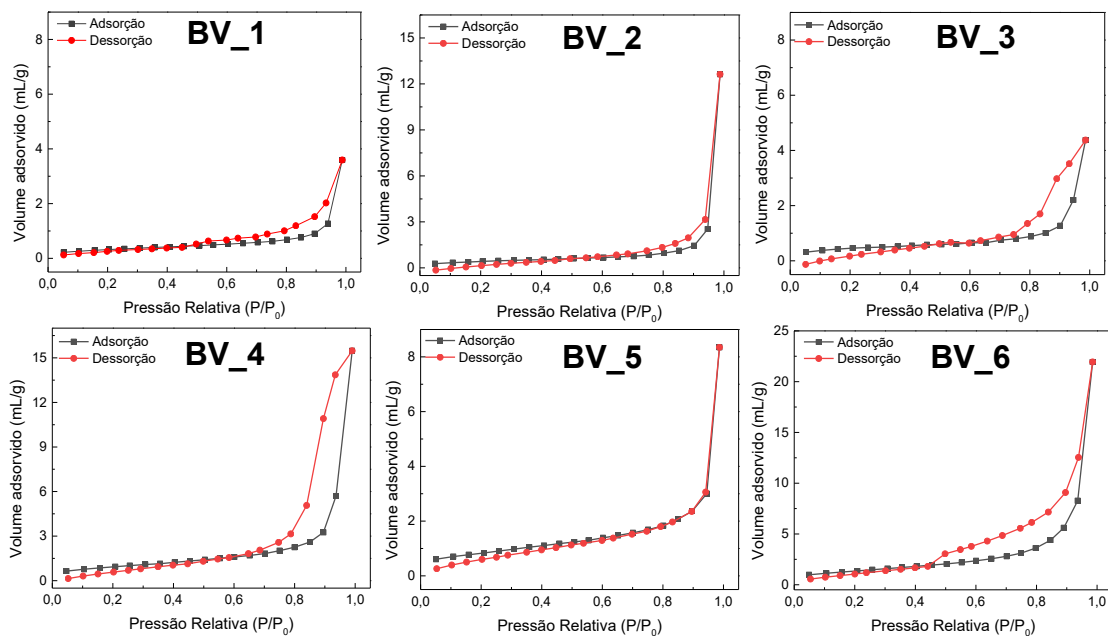 BV_1
Adsorção
Dessorção
Volume adsorvido (mL/g)
8
6
4
2
0
0,0 0,2 0,4 0,6 0,8 1,0
Pressão Relativa (P/P0)
BV_2
Adsorção
Dessorção
Volume adsorvido (mL/g)
15
12
9
6
3
0
0,0 0,2 0,4 0,6 0,8 1,0
Pressão Relativa (P/P0)
BV_3
Adsorção
Dessorção
Volume adsorvido (mL/g)
8
6
4
2
0
0,0 0,2 0,4 0,6 0,8 1,0
Pressão Relativa (P/P0)
BV_4
Adsorção
Dessorção
Volume adsorvido (mL/g)
15
12
9
6
3
0
0,0 0,2 0,4 0,6 0,8 1,0
Pressão Relativa (P/P0)
BV_5
Adsorção
Dessorção
Volume adsorvido (mL/g)
8
6
4
2
0
0,0 0,2 0,4 0,6 0,8 1,0
Pressão Relativa (P/P0)
BV_6
Adsorção
Dessorção
Volume adsorvido (mL/g)
25
20
15
10
5
0
0,0 0,2 0,4 0,6 0,8 1,0
Pressão Relativa (P/P0)